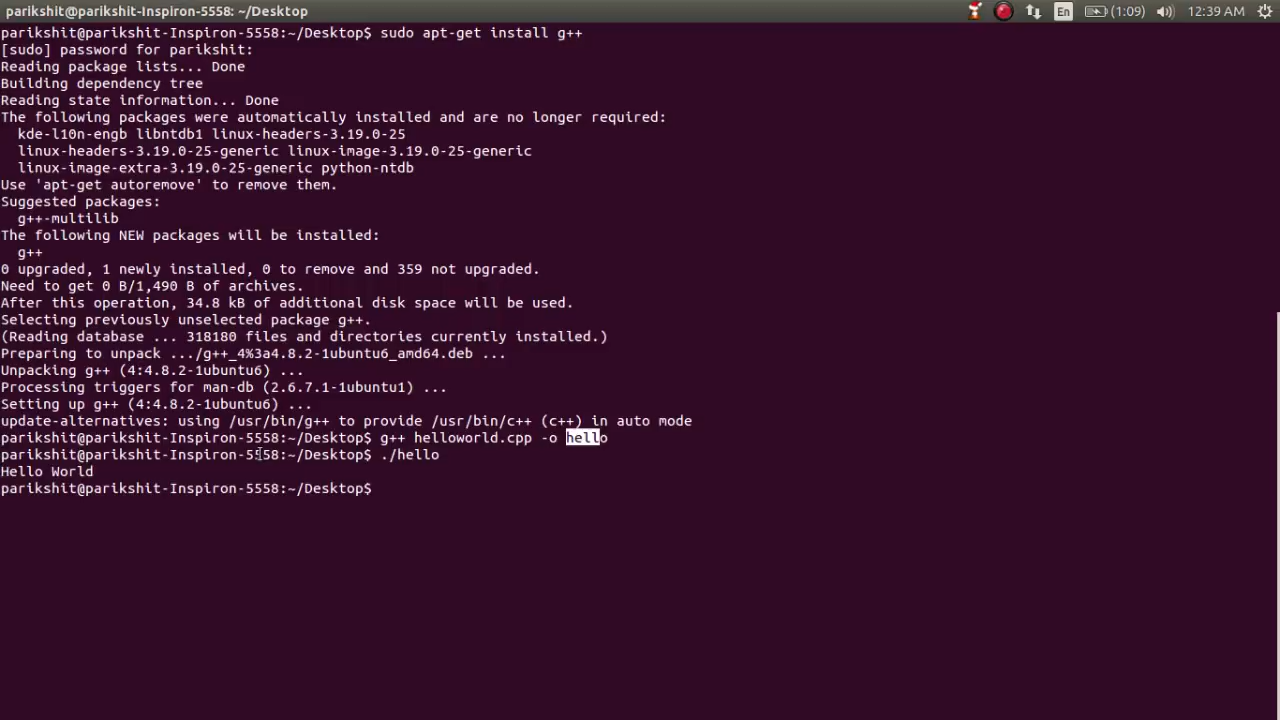 parikshit@parikshit-Inspiron-5558: ~/Desktop En (1:09) 12:39 AM
parikshit@parikshit-Inspiron-5558:~/Desktop$ sudo apt-get install g++
[sudo] password for parikshit:
Reading package lists... Done
Building dependency tree
Reading state information... Done
The following packages were automatically installed and are no longer required:
  kde-l10n-engb libntdb1 linux-headers-3.19.0-25
  linux-headers-3.19.0-25-generic linux-image-3.19.0-25-generic
  linux-image-extra-3.19.0-25-generic python-ntdb
Use 'apt-get autoremove' to remove them.
Suggested packages:
  g++-multilib
The following NEW packages will be installed:
  g++
0 upgraded, 1 newly installed, 0 to remove and 359 not upgraded.
Need to get 0 B/1,490 B of archives.
After this operation, 34.8 kB of additional disk space will be used.
Selecting previously unselected package g++.
(Reading database ... 318180 files and directories currently installed.)
Preparing to unpack .../g++_4%3a4.8.2-1ubuntu6_amd64.deb ...
Unpacking g++ (4:4.8.2-1ubuntu6) ...
Processing triggers for man-db (2.6.7.1-1ubuntu1) ...
Setting up g++ (4:4.8.2-1ubuntu6) ...
update-alternatives: using /usr/bin/g++ to provide /usr/bin/c++ (c++) in auto mode
parikshit@parikshit-Inspiron-5558:~/Desktop$ g++ helloworld.cpp -o hello
parikshit@parikshit-Inspiron-5558:~/Desktop$ ./hello
Hello World
parikshit@parikshit-Inspiron-5558:~/Desktop$